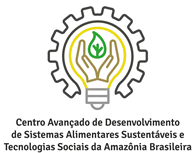 Centro Avançado de Desenvolvimento
de Sistemas Alimentares Sustentáveis e
Tecnologias Sociais da Amazônia Brasileira